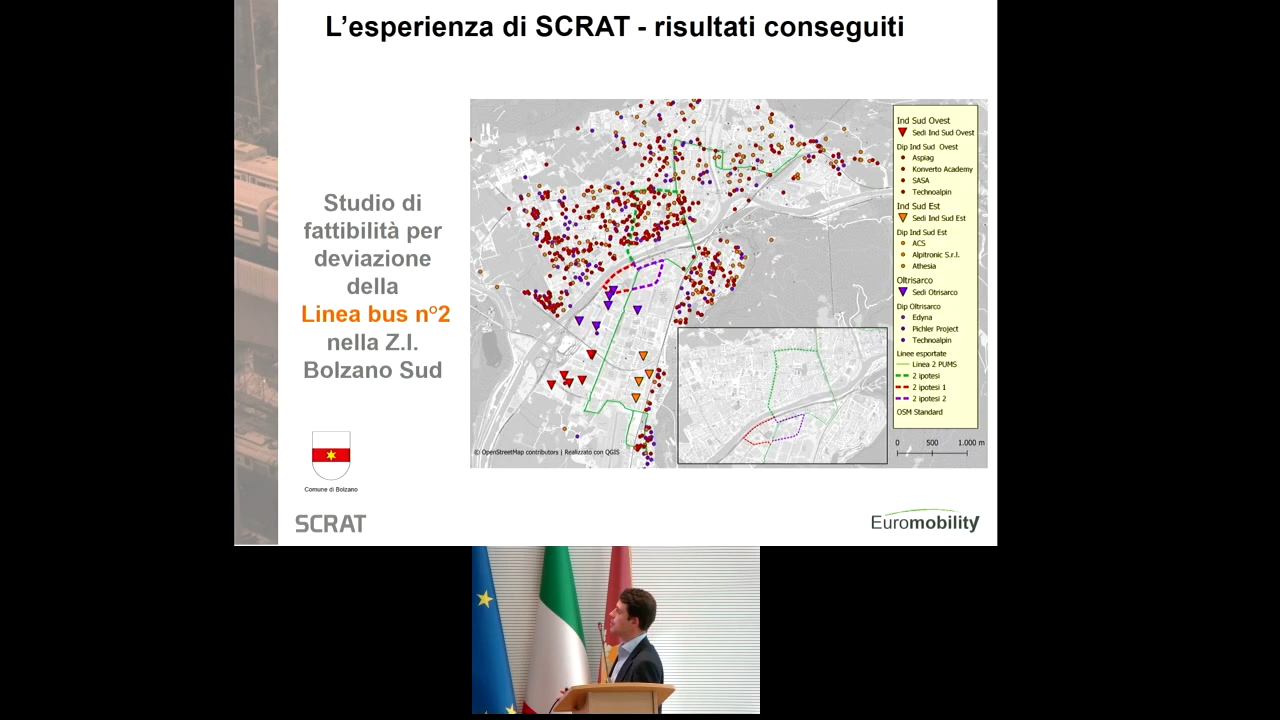 L'esperienza di SCRAT - risultati conseguiti
Studio di
fattibilità per
deviazione
della
Linea bus n°2
nella Z.I.
Bolzano Sud
Comune di Bolzano
SCRAT
Ind Sud Ovest
Sedi Ind Sud Ovest
Dip Ind Sud Ovest
Aspiag
Konverto Academy
SASA
Technoalpin
Ind Sud Est
Sedi Ind Sud Est
Dip Ind Sud Est
ACS
Alpitronic S.r.l.
Athesia
Oltrisarco
Sedi Otrisarco
Dip Oltrisarco
Edyna
Pichler Project
Technoalpin
Linee esportate
Linea 2 PUMS
2 ipotesi
2 ipotesi 1
2 ipotesi 2
OSM Standard
0 500 1.000 m
© OpenStreetMap contributors | Realizzato con QGIS
Euromobility